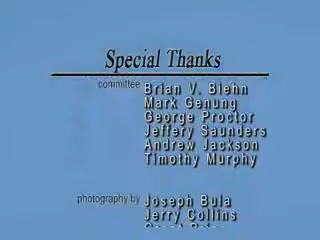 Special Thanks
committee Brian V. Biehn
Mark Genung
George Proctor
Jeffery Saunders
Andrew Jackson
Timothy Murphy
photography by Joseph Bula
Jerry Collins